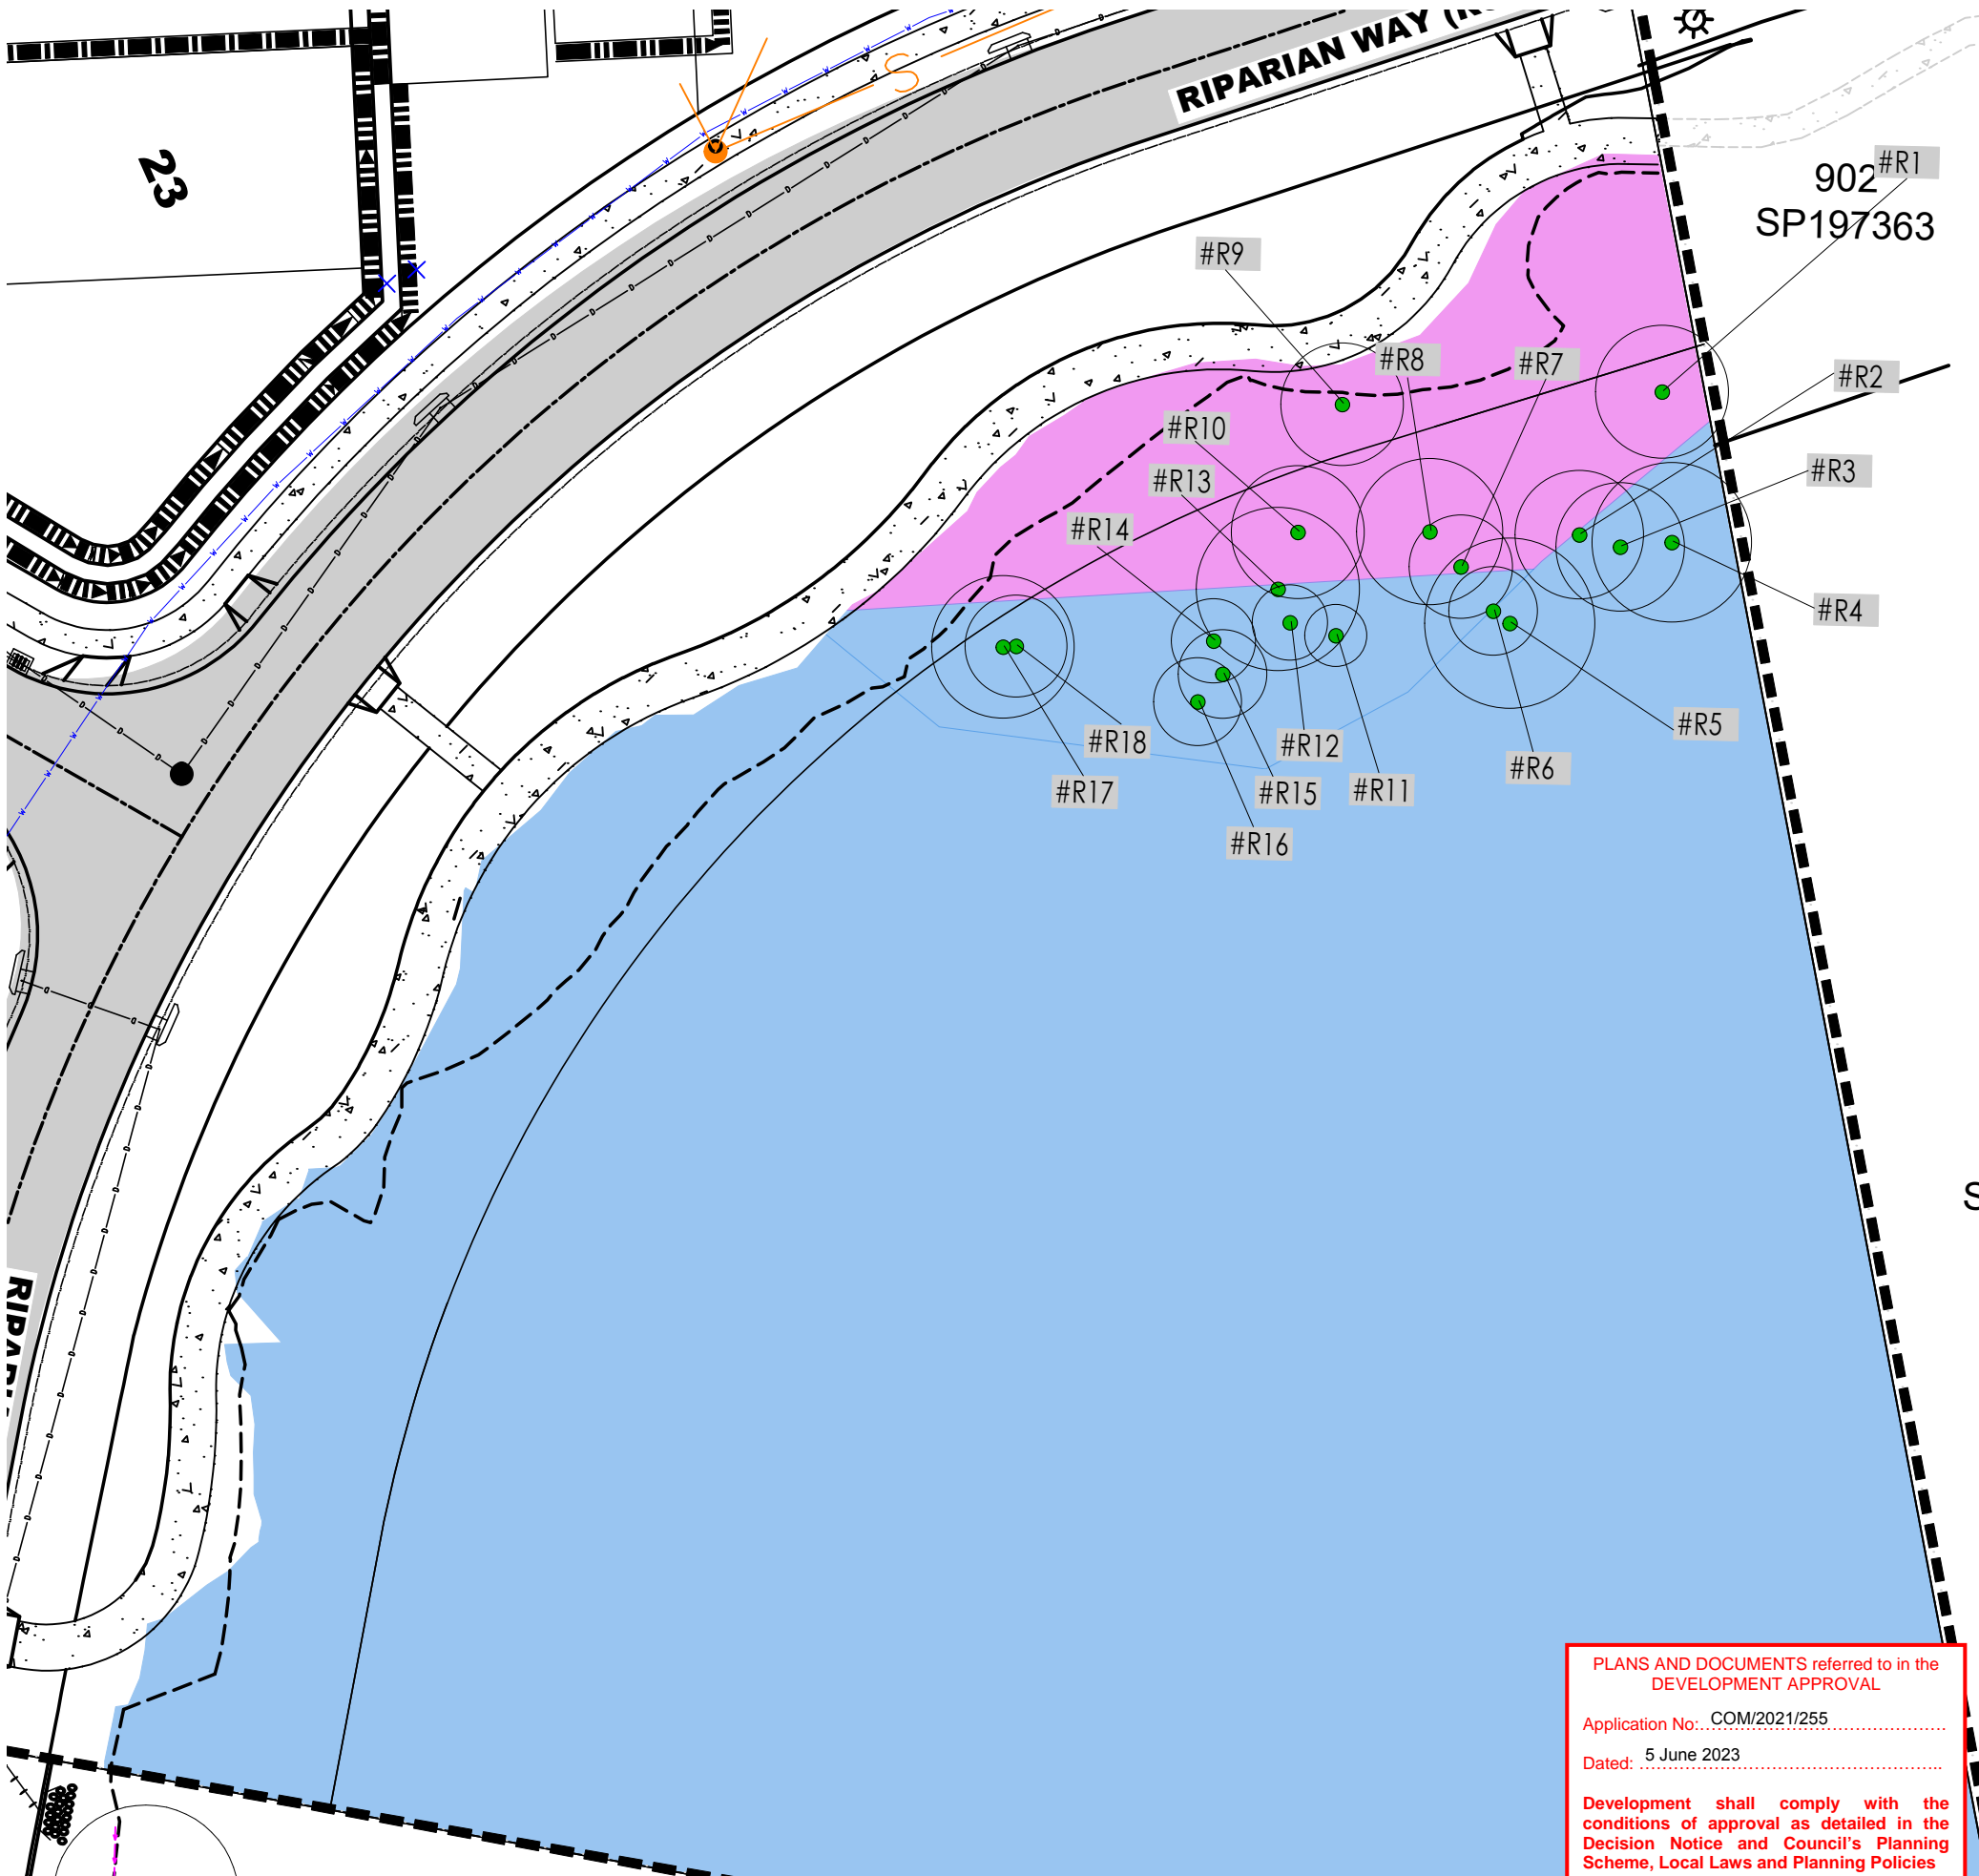 RIPARIAN WAY
23
S
902
SP197363
#R1
#R9
#R8
#R7
#R2
#R10
#R13
#R3
#R14
#R4
#R5
#R18
#R12
#R6
#R17
#R15
#R11
#R16
S
PLANS AND DOCUMENTS referred to in the
DEVELOPMENT APPROVAL
Application No: COM/2021/255
Dated: 5 June 2023
Development shall comply with the
conditions of approval as detailed in the
Decision Notice and Council's Planning
Scheme, Local Laws and Planning Policies